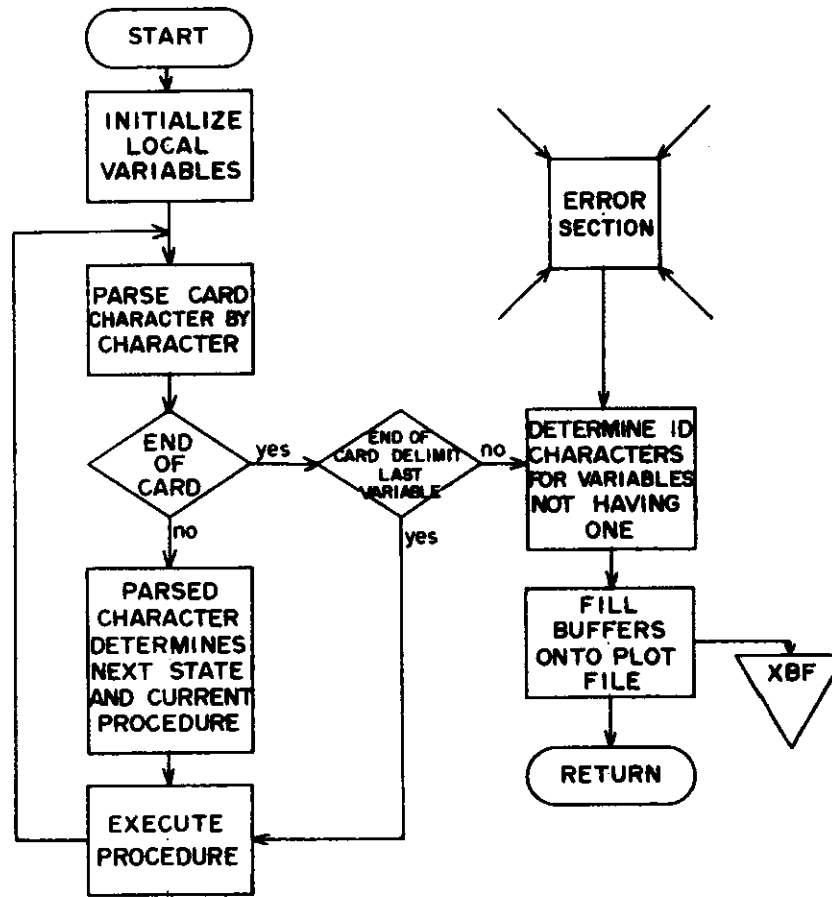 START
INITIALIZE
LOCAL
VARIABLES
PARSE CARD
CHARACTER BY
CHARACTER
END
OF
CARD
yes
no
END OF
CARD DELIMIT
LAST
VARIABLE
no
yes
PARSED
CHARACTER
DETERMINES
NEXT STATE
AND CURRENT
PROCEDURE
EXECUTE
PROCEDURE
ERROR
SECTION
DETERMINE ID
CHARACTERS
FOR VARIABLES
NOT HAVING
ONE
FILL
BUFFERS
ONTO PLOT
FILE
XBF
RETURN